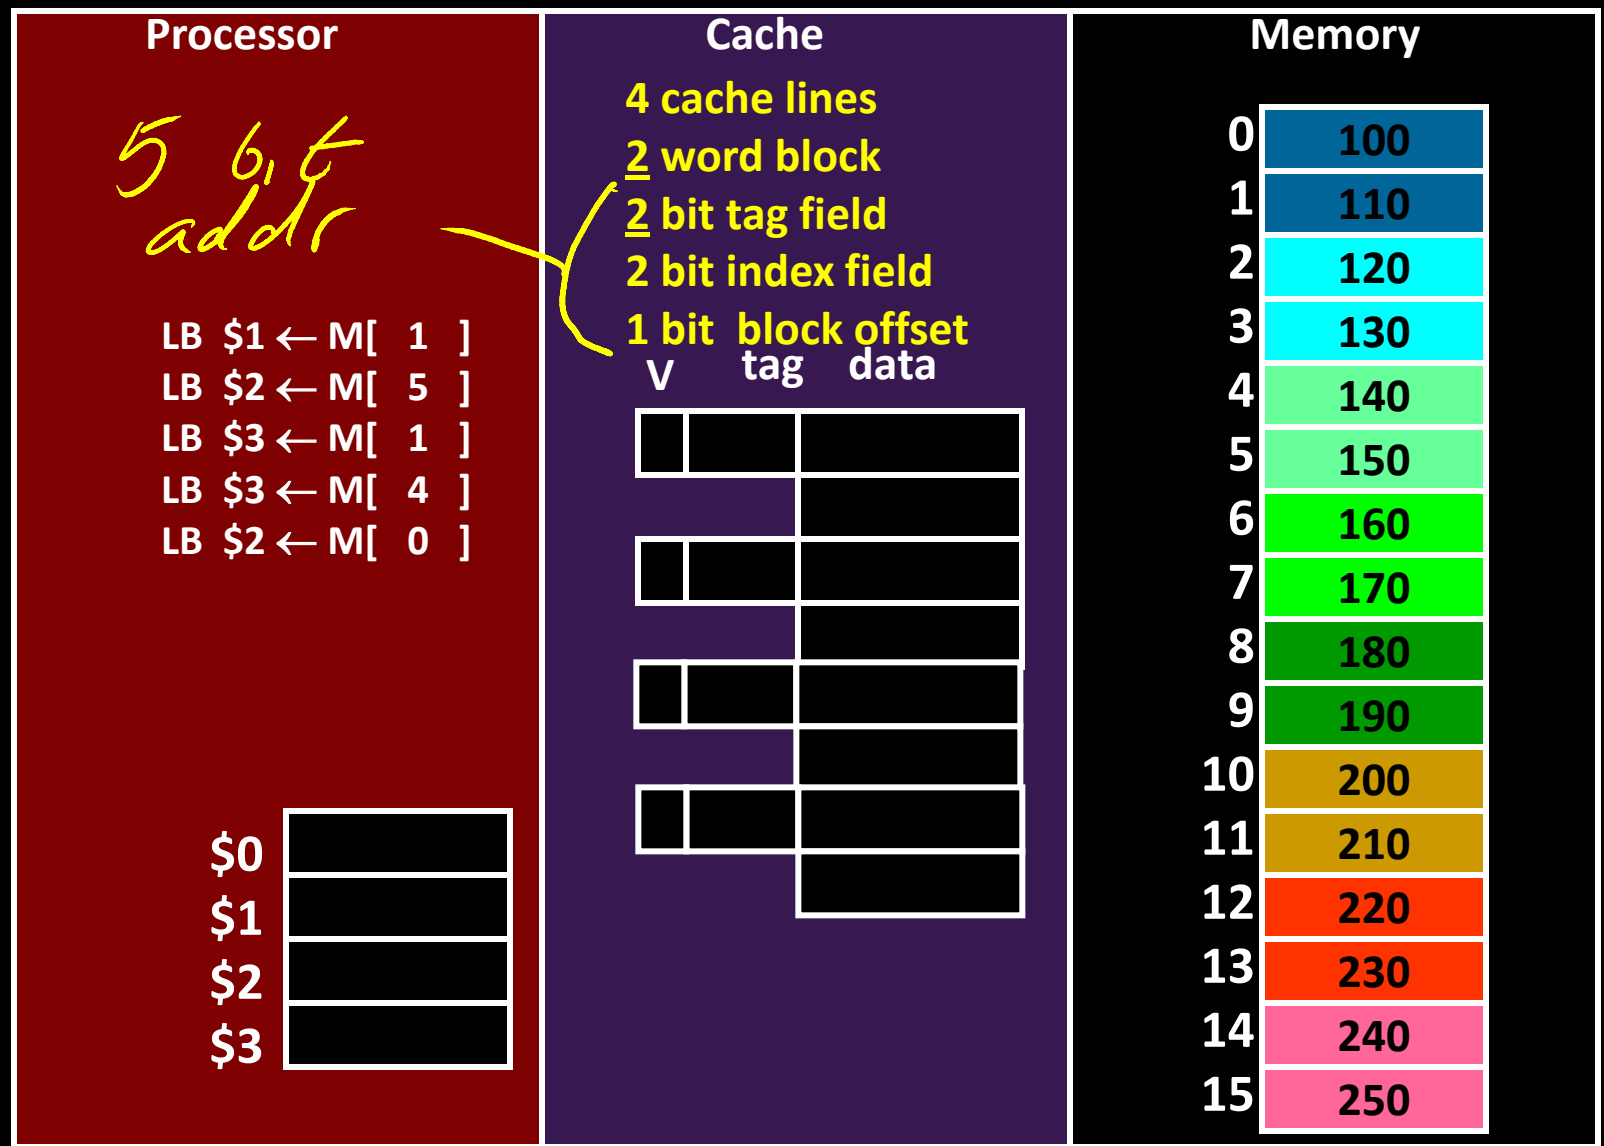 Processor
5 bit
addr
LB $1 ← M[ 1 ]
LB $2 ← M[ 5 ]
LB $3 ← M[ 1 ]
LB $3 ← M[ 4 ]
LB $2 ← M[ 0 ]
$0
$1
$2
$3
Cache
4 cache lines
2 word block
2 bit tag field
2 bit index field
1 bit block offset
V tag data
Memory
0 100
1 110
2 120
3 130
4 140
5 150
6 160
7 170
8 180
9 190
10 200
11 210
12 220
13 230
14 240
15 250